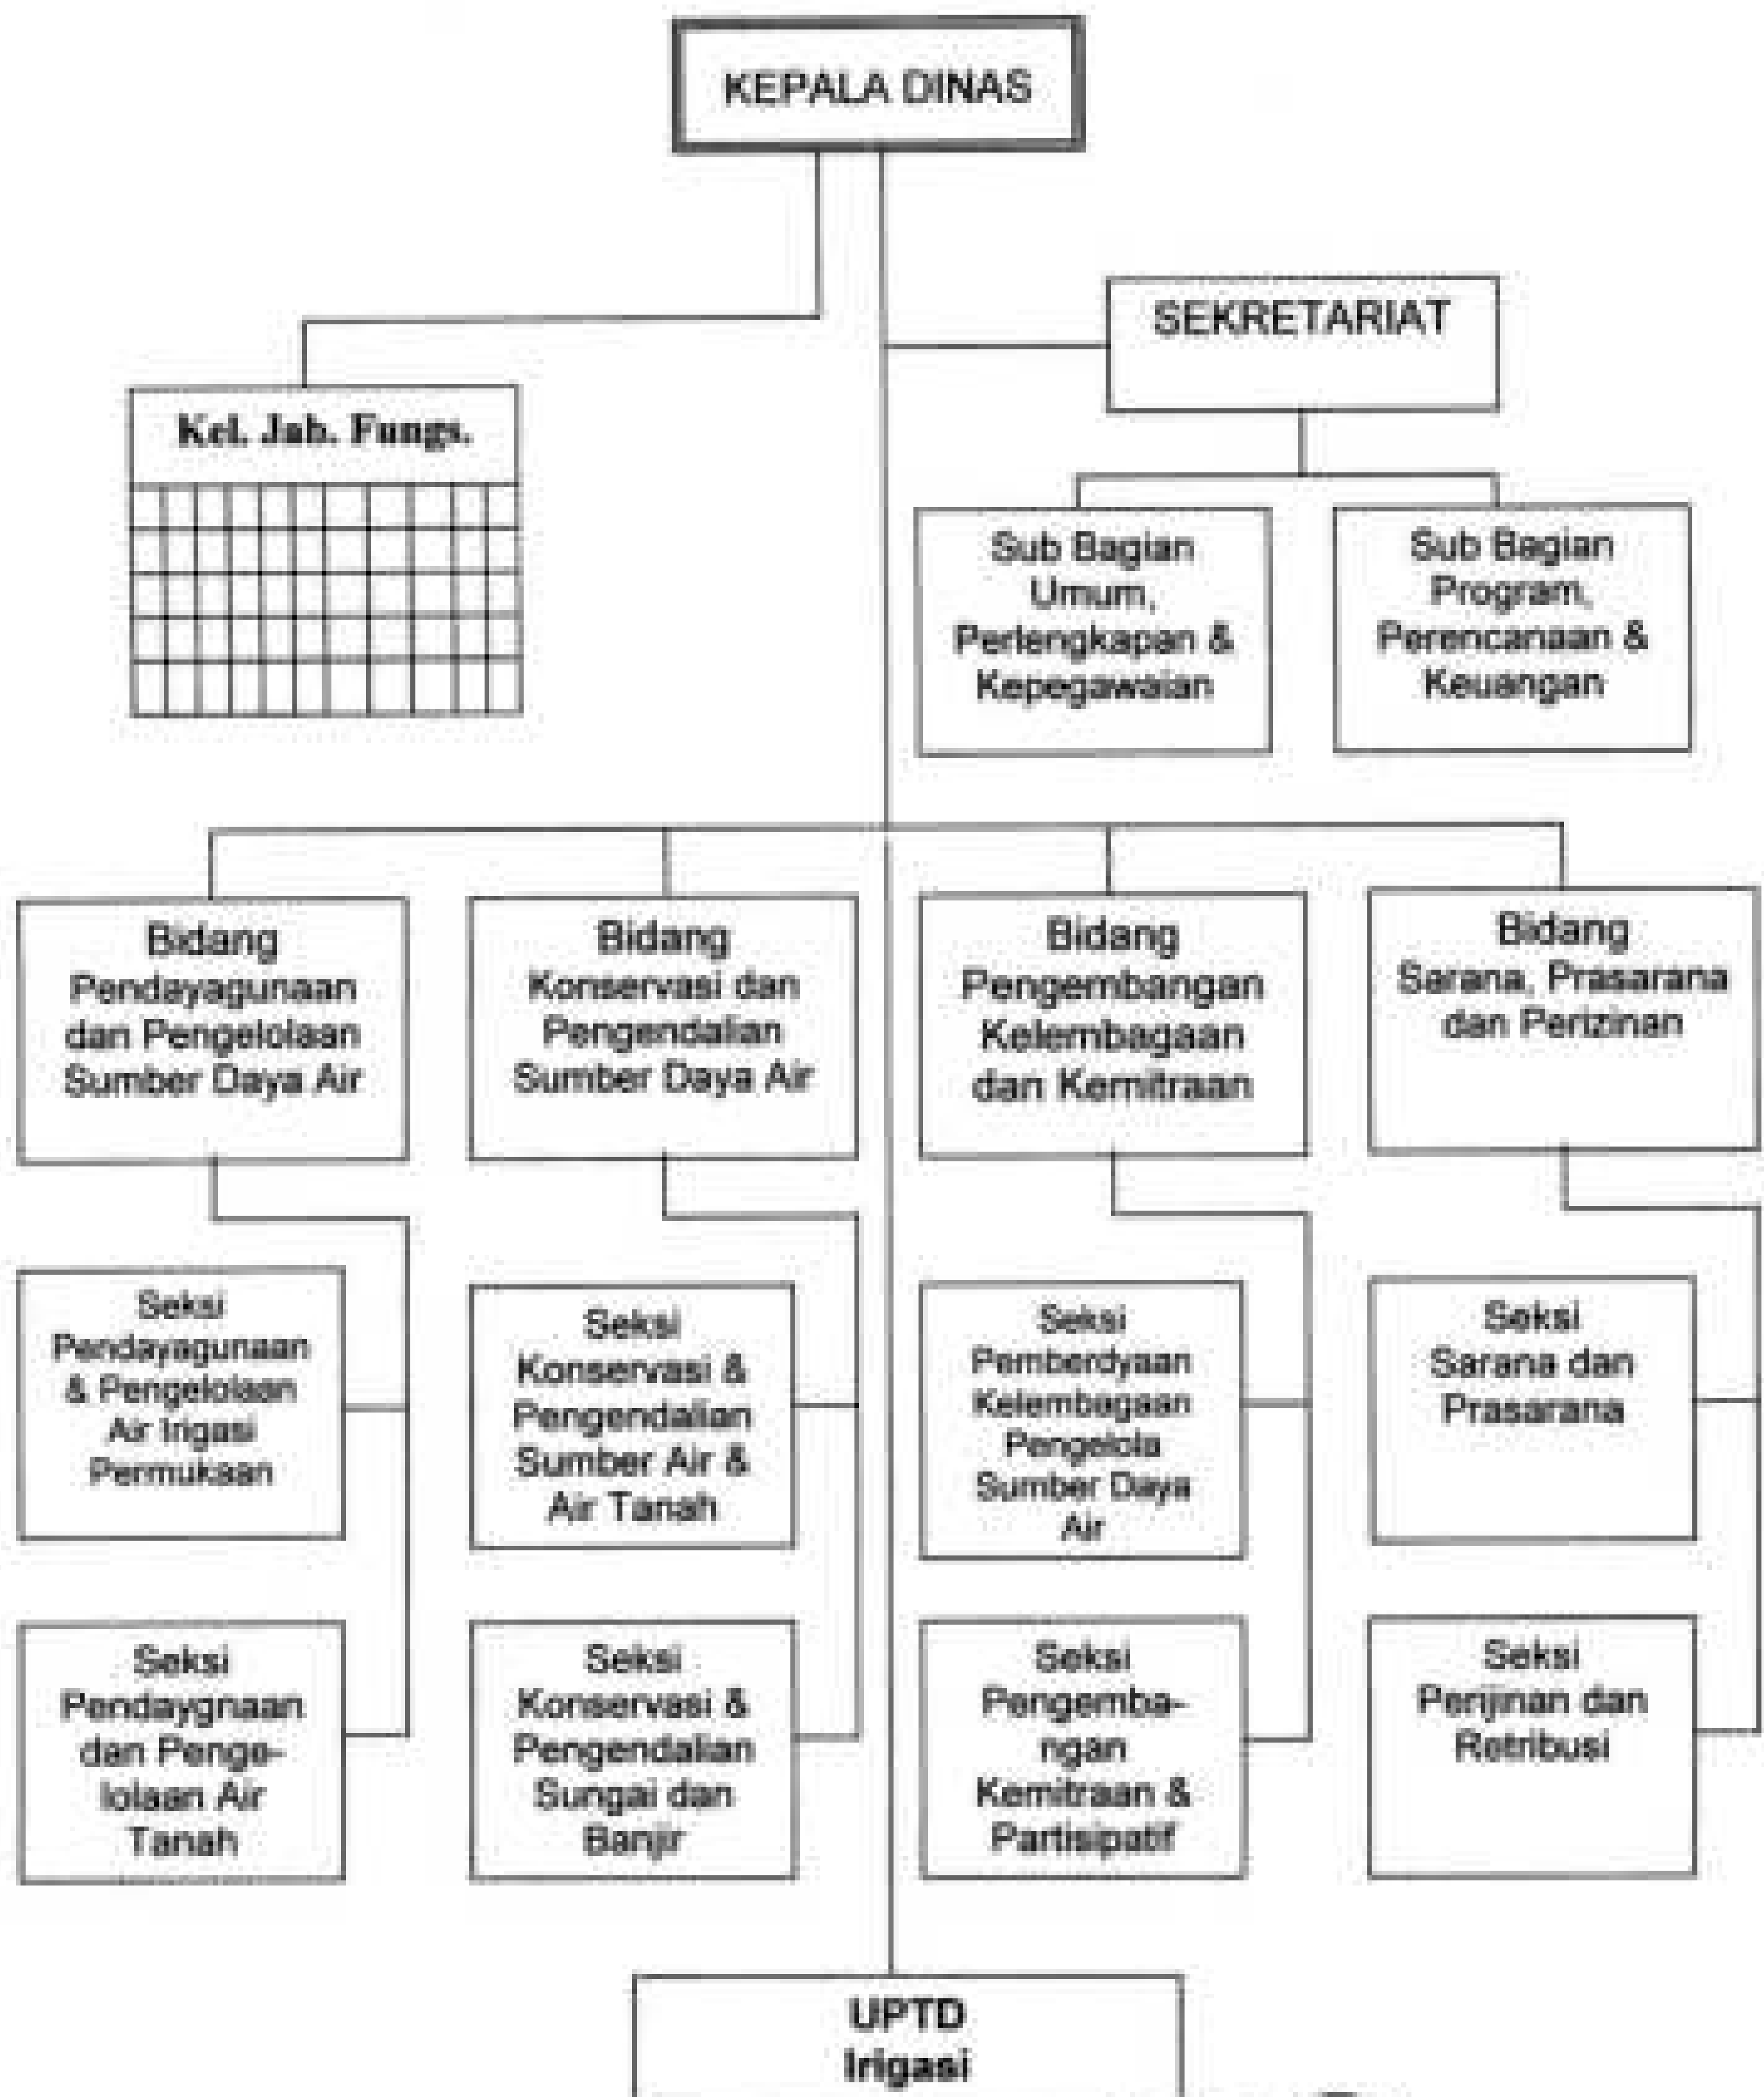 KEPALA DINAS
SEKRETARIAT
Kel. Jab. Fungs.
Sub Bagian
Umum,
Perlengkapan &
Kepegawaian
Sub Bagian
Program,
Perencanaan &
Keuangan
Bidang
Pendayagunaan
dan Pengelolaan
Sumber Daya Air
Bidang
Konservasi dan
Pengendalian
Sumber Daya Air
Bidang
Pengembangan
Kelembagaan
dan Kemitraan
Bidang
Sarana, Prasarana
dan Perizinan
Seksi
Pendayagunaan
& Pengelolaan
Air Irigasi
Permukaan
Seksi
Konservasi &
Pengendalian
Sumber Air &
Air Tanah
Seksi
Pemberdyaan
Kelembagaan
Pengelola
Sumber Daya
Air
Seksi
Sarana dan
Prasarana
Seksi
Pendaygnaan
dan Penge-
lolaan Air
Tanah
Seksi
Konservasi &
Pengendalian
Sungai dan
Banjir
Seksi
Pengemba-
ngan
Kemitraan &
Partisipatif
Seksi
Perijinan dan
Retribusi
UPTD
Irigasi